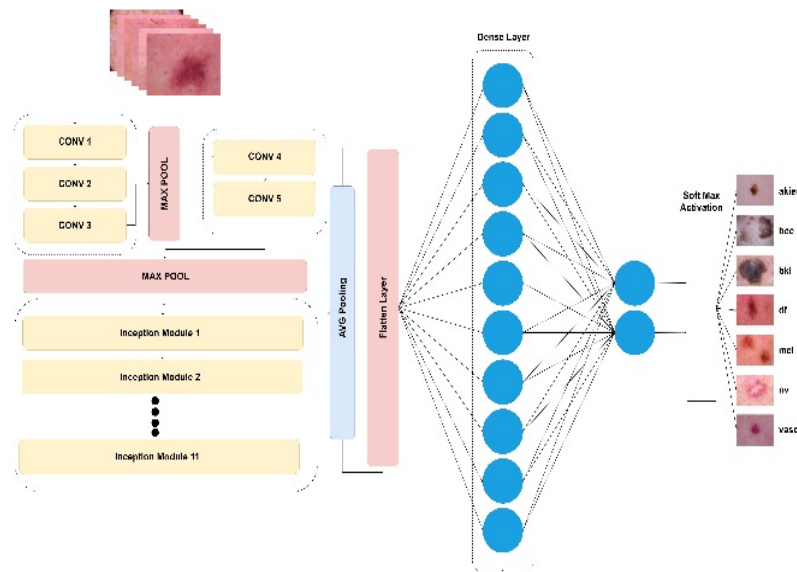 Dense Layer
CONV 1
CONV 2
CONV 3
MAX POOL
CONV 4
CONV 5
MAX POOL
Inception Module 1
Inception Module 2
Inception Module 11
AVG Pooling
Flatten Layer
Soft Max
Activation
akiec
bcc
bkl
df
mel
nv
vasc